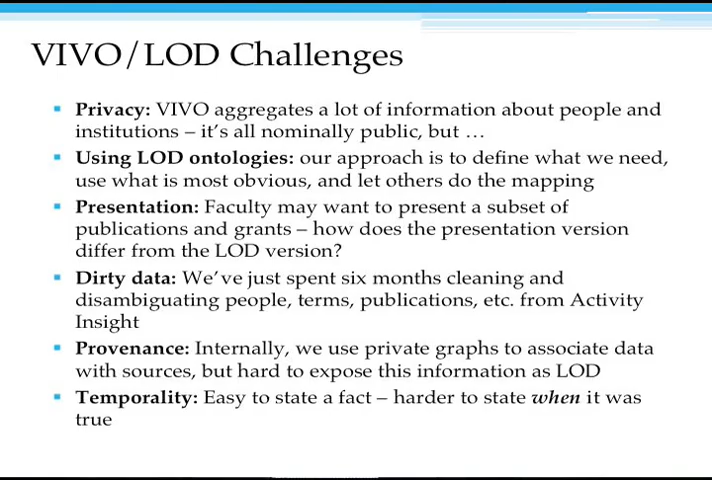 VIVO/LOD Challenges
▪ Privacy: VIVO aggregates a lot of information about people and
institutions – it's all nominally public, but …
▪ Using LOD ontologies: our approach is to define what we need,
use what is most obvious, and let others do the mapping
▪ Presentation: Faculty may want to present a subset of
publications and grants – how does the presentation version
differ from the LOD version?
▪ Dirty data: We've just spent six months cleaning and
disambiguating people, terms, publications, etc. from Activity
Insight
▪ Provenance: Internally, we use private graphs to associate data
with sources, but hard to expose this information as LOD
▪ Temporality: Easy to state a fact – harder to state when it was
true